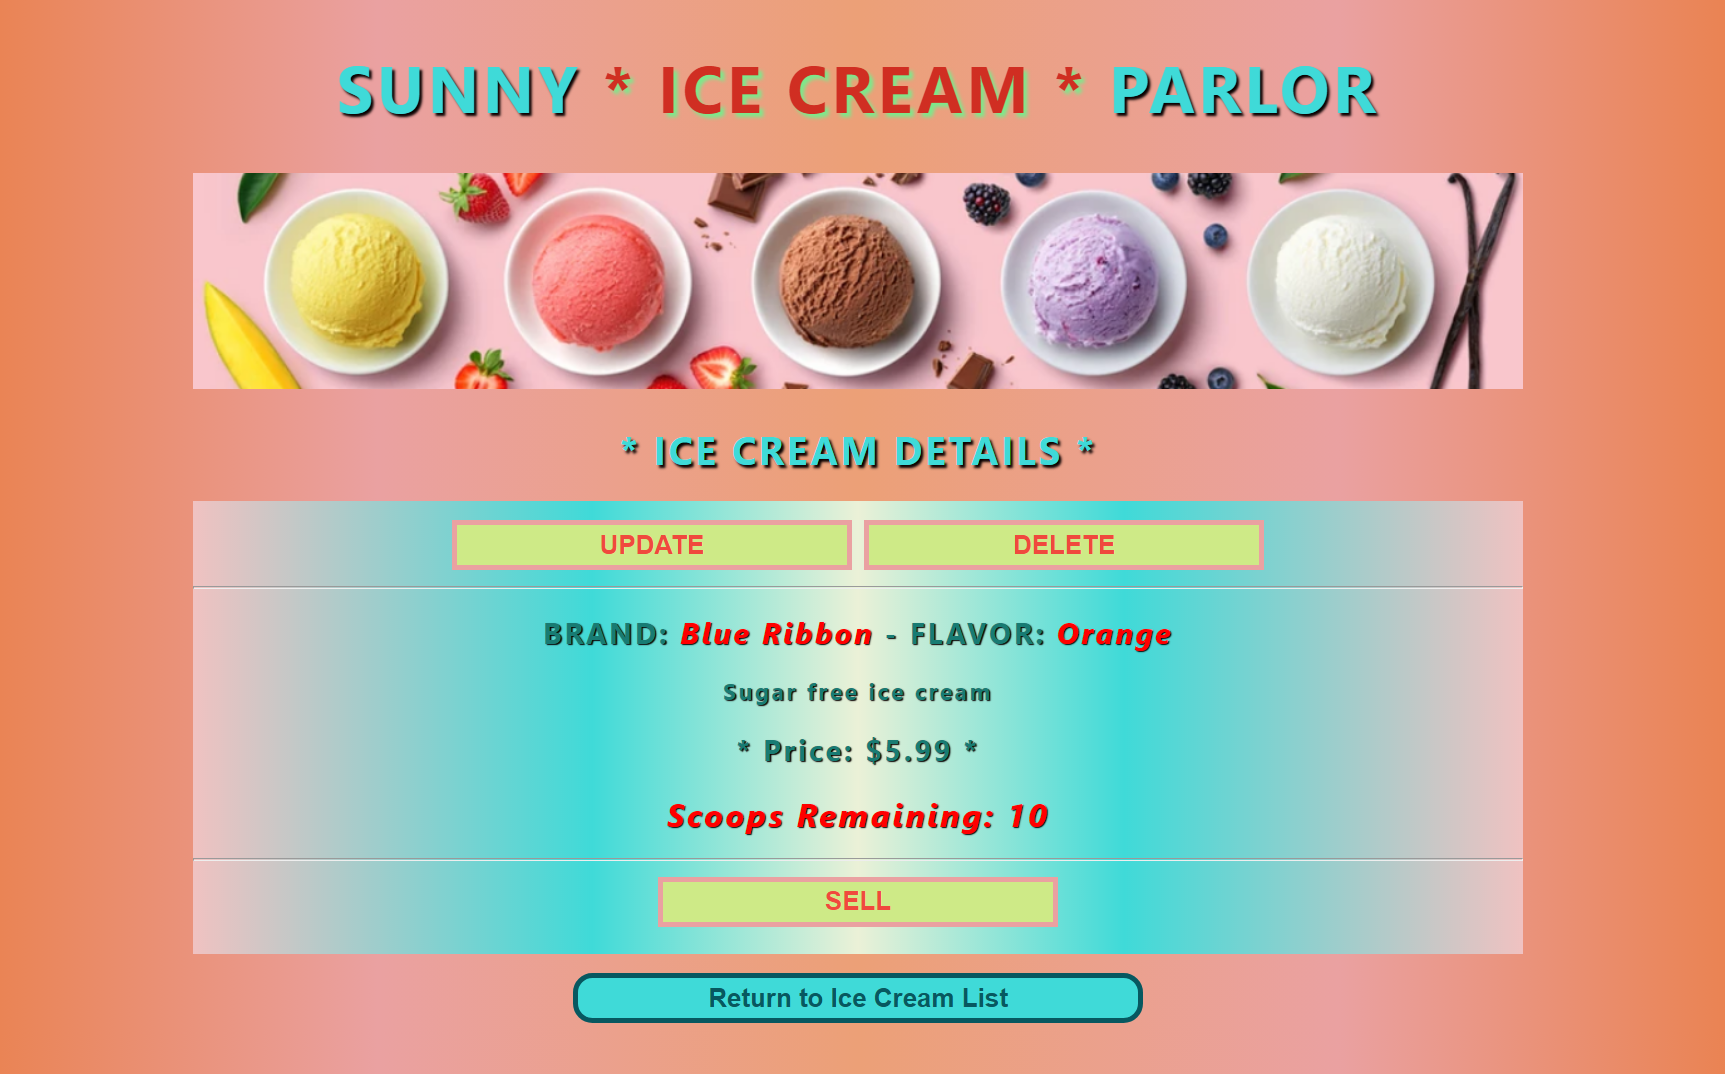 SUNNY * ICE CREAM * PARLOR
* ICE CREAM DETAILS *
UPDATE DELETE
BRAND: Blue Ribbon - FLAVOR: Orange
Sugar free ice cream
* Price: $5.99 *
Scoops Remaining: 10
SELL
Return to Ice Cream List